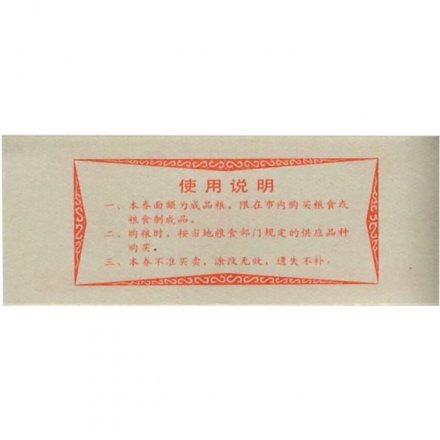 使用说明
一、本券面额为成品粮，限在市内购买粮食或
粮食制成品。
二、购粮时，按当地粮食部门规定的供应品种
购买。
三、本券不准买卖，涂改无效，遗失不补。